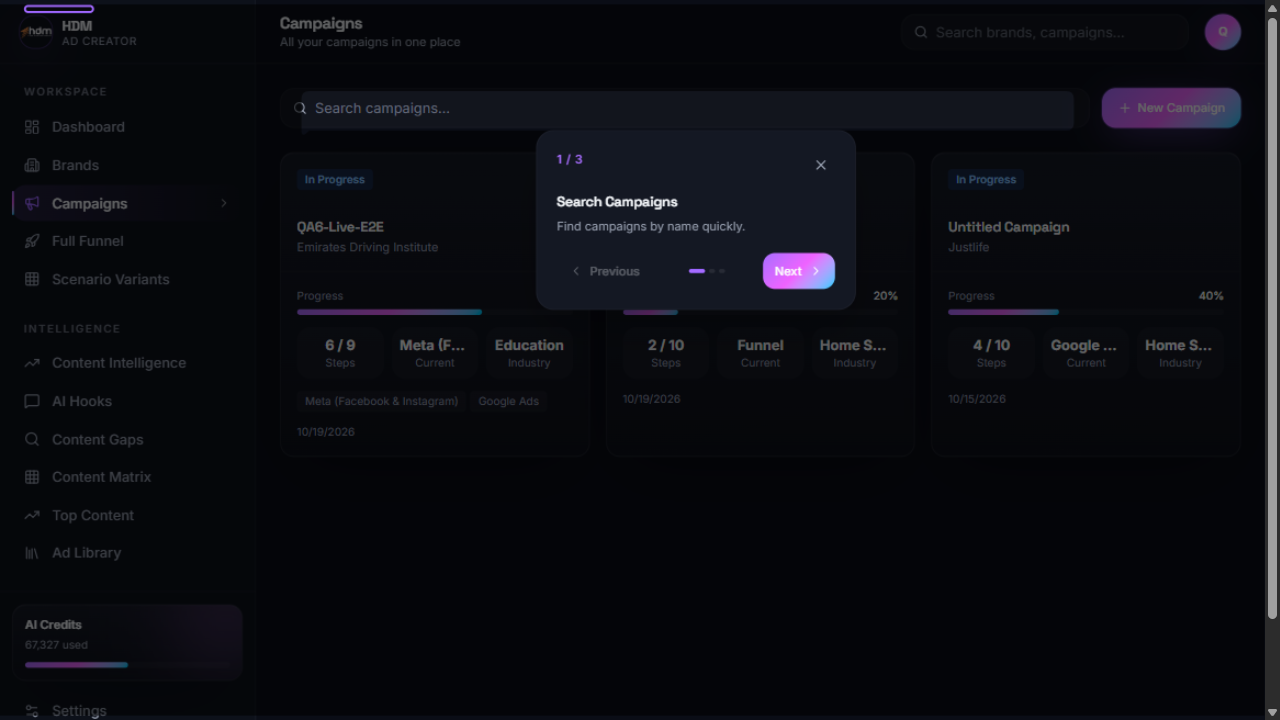 hdm
HDM
AD CREATOR
Campaigns
All your campaigns in one place
Search brands, campaigns...
Q
WORKSPACE
Dashboard
Brands
Campaigns
Full Funnel
Scenario Variants
INTELLIGENCE
Content Intelligence
AI Hooks
Content Gaps
Content Matrix
Top Content
Ad Library
AI Credits
67,327 used
Settings
Search campaigns...
New Campaign
1 / 3
Search Campaigns
Find campaigns by name quickly.
Previous
Next
In Progress
QA6-Live-E2E
Emirates Driving Institute
Progress
6 / 9
Steps
Meta (F...
Current
Education
Industry
Meta (Facebook & Instagram)
Google Ads
10/19/2026
20%
2 / 10
Steps
Funnel
Current
Home S...
Industry
10/19/2026
In Progress
Untitled Campaign
Justlife
Progress
40%
4 / 10
Steps
Google ...
Current
Home S...
Industry
10/15/2026